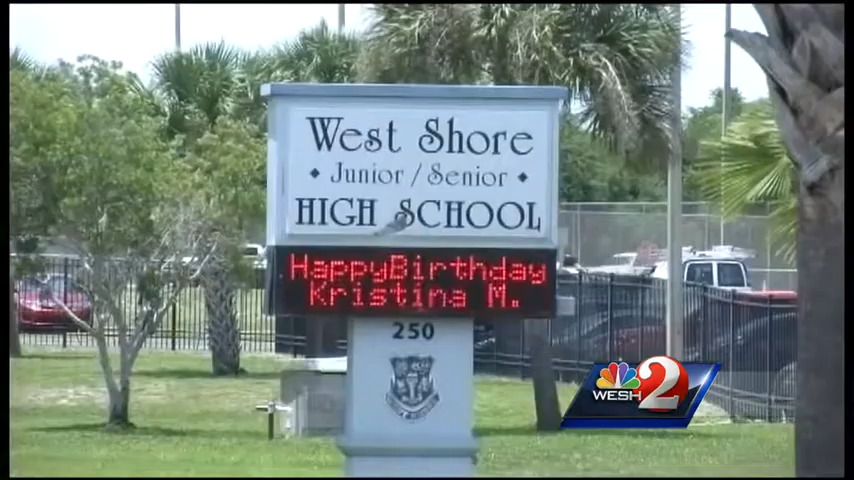 West Shore
Junior/Senior
High School
HappyBirthday
Kristina M.
250
WESH 2